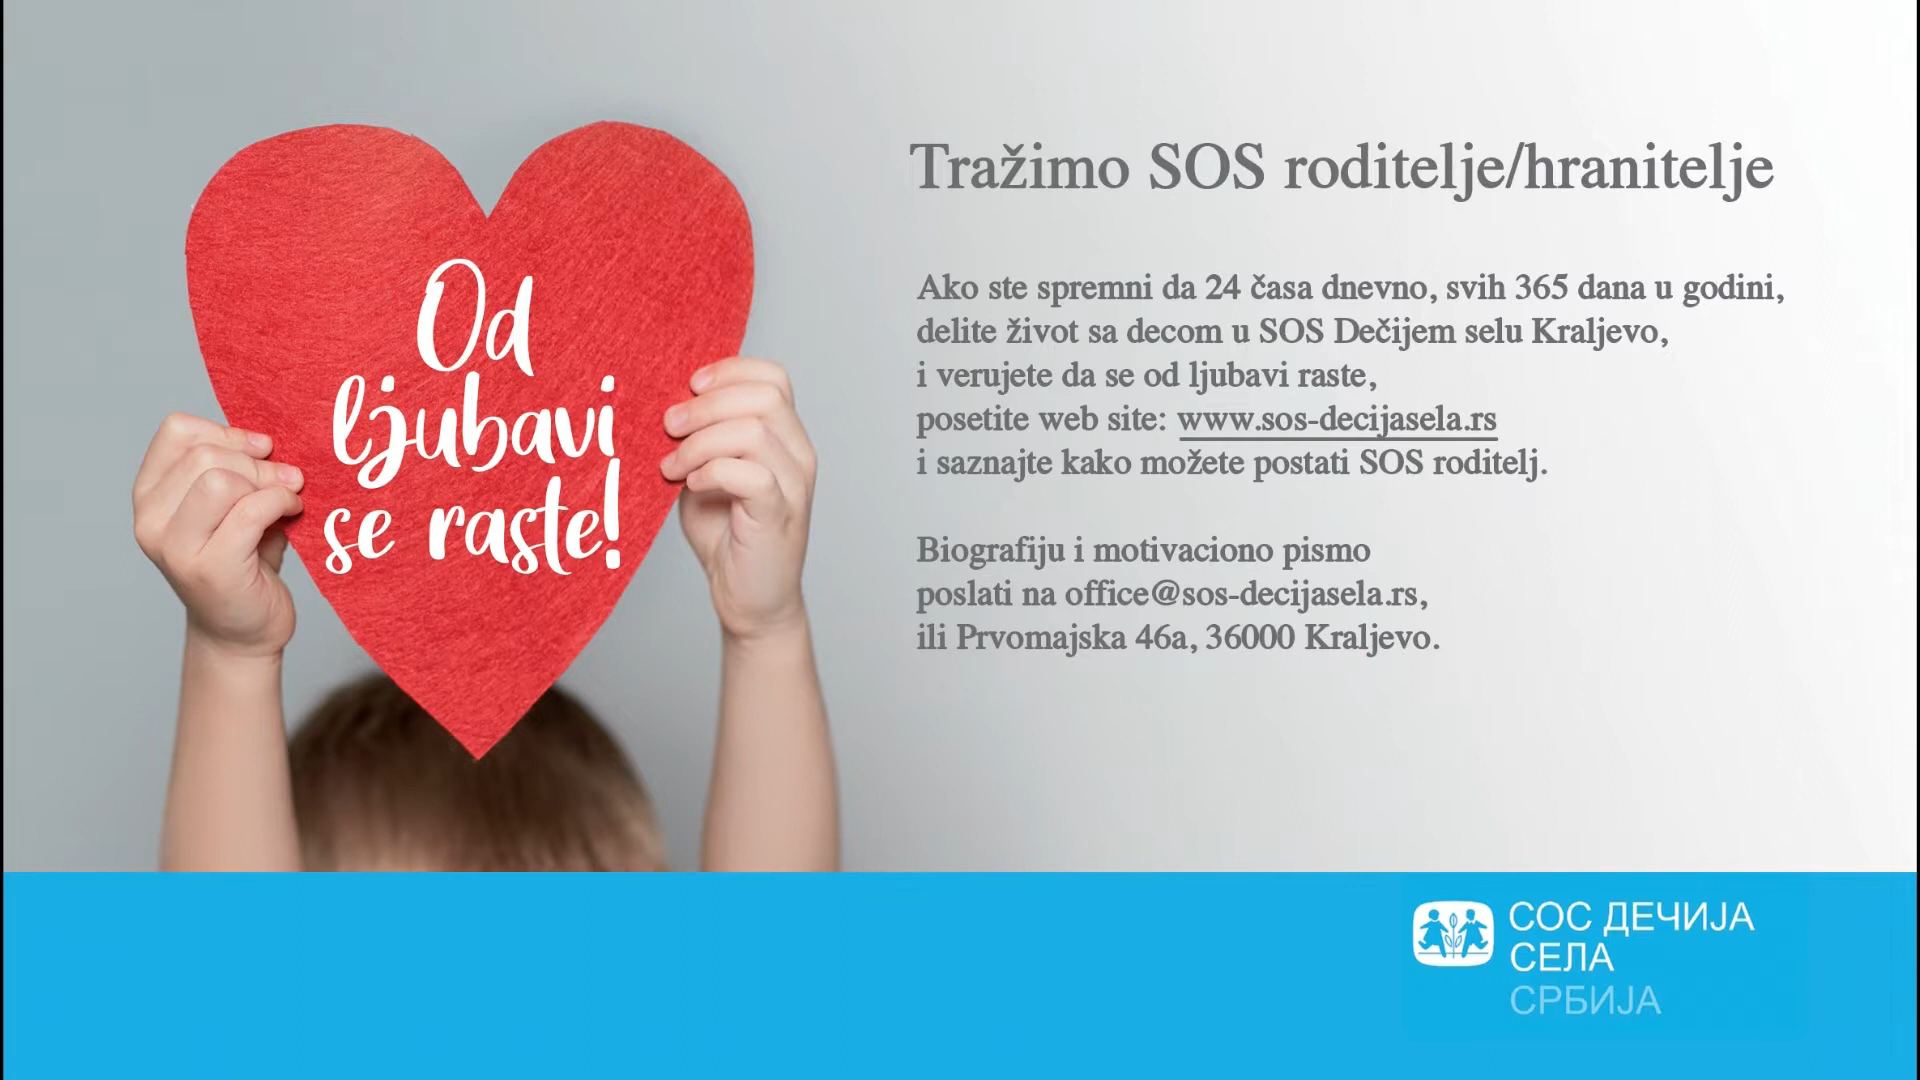 Od
ljubavi
se raste!
Tražimo SOS roditelje/hranitelje
Ako ste spremni da 24 časa dnevno, svih 365 dana u godini,
delite život sa decom u SOS Dečijem selu Kraljevo,
i verujete da se od ljubavi raste,
posetite web site: www.sos-decijasela.rs
i saznajte kako možete postati SOS roditelj.
Biografiju i motivaciono pismo
poslati na office@sos-decijasela.rs,
ili Prvomajska 46a, 36000 Kraljevo.
СОС ДЕЧИЈА
СЕЛА
СРБИЈА